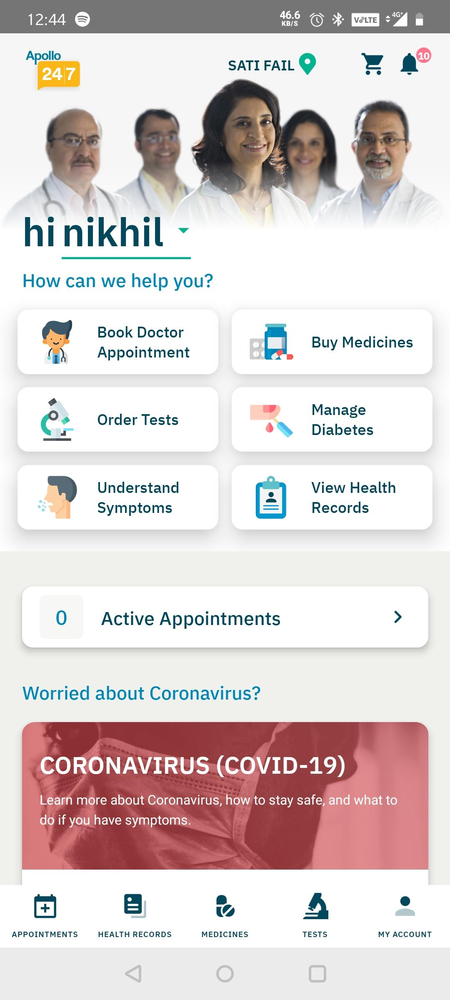 12:44
46.6
KB/S
VoLTE
4G+
Apollo
24|7
SATI FAIL
10
hi nikhil
How can we help you?
Book Doctor
Appointment
Buy Medicines
Order Tests
Manage
Diabetes
Understand
Symptoms
View Health
Records
0
Active Appointments
Worried about Coronavirus?
CORONAVIRUS (COVID-19)
Learn more about Coronavirus, how to stay safe, and what to
do if you have symptoms.
APPOINTMENTS
HEALTH RECORDS
MEDICINES
TESTS
MY ACCOUNT